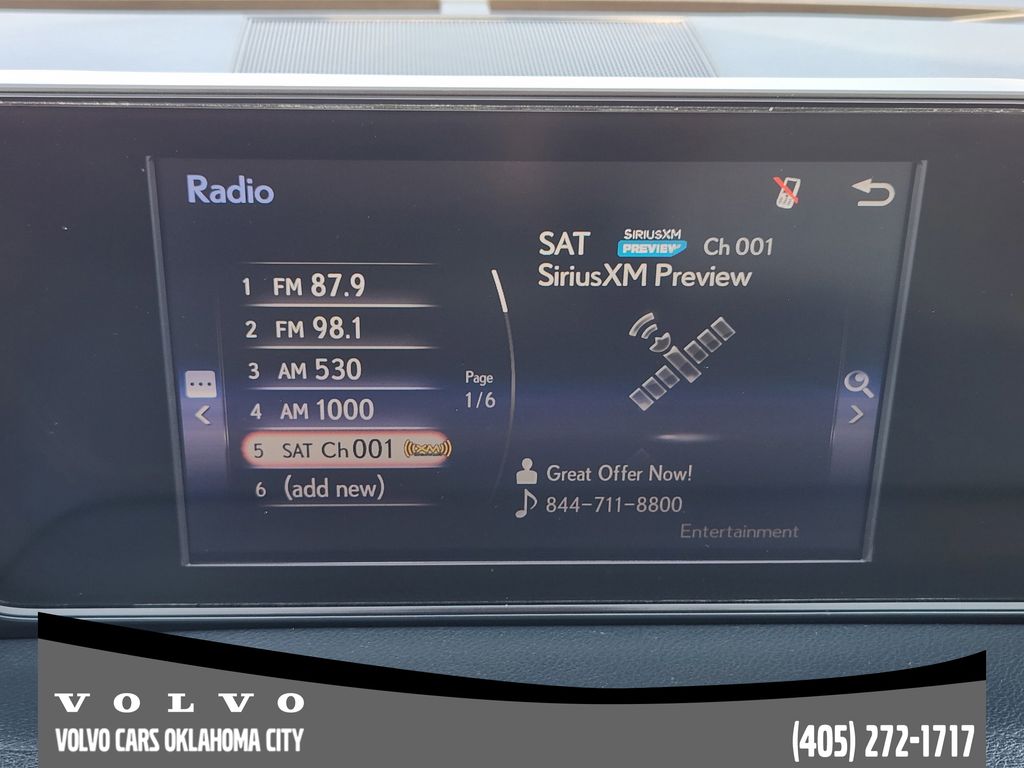 Radio
SAT SIRIUSXM PREVIEW Ch 001
SiriusXM Preview
1 FM 87.9
2 FM 98.1
3 AM 530
4 AM 1000
5 SAT Ch 001 ((XM))
6 (add new)
Page
1/6
Great Offer Now!
844-711-8800
Entertainment
VOLVO
VOLVO CARS OKLAHOMA CITY
(405) 272-1717